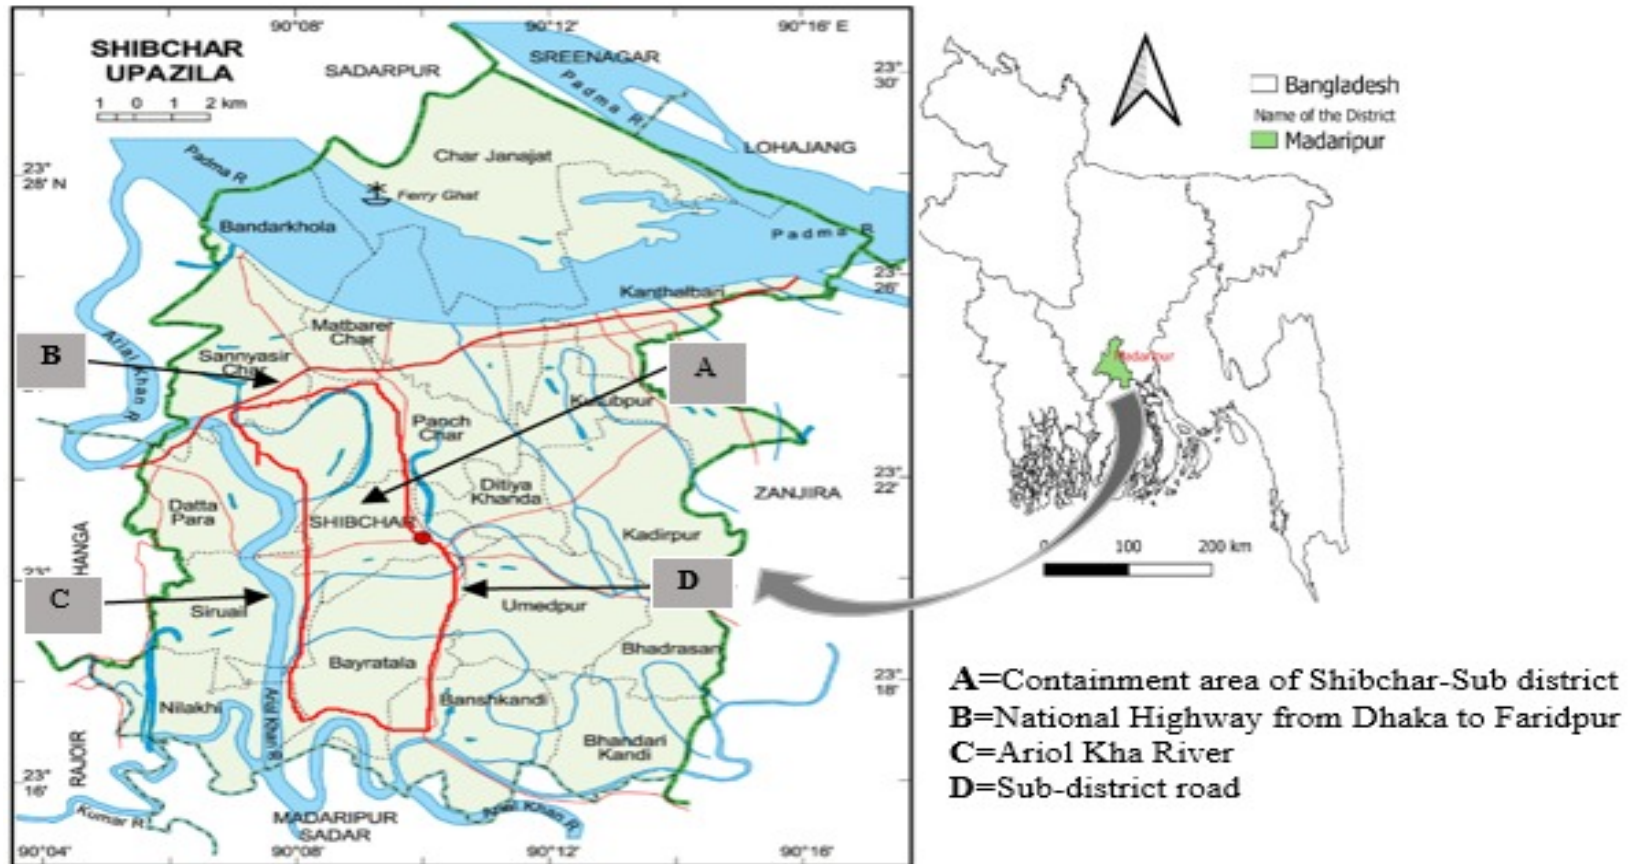 SHIBCHAR
UPAZILA
1 0 1 2 km
90°08'
90°12'
90°16' E
SADARPUR
SREENAGAR
Padma R
LOHAJANG
23°
30'
Char Janajat
23°
28' N
Padma R
Ferry Ghat
Bandarkhola
Padma R
23°
26'
Kanthalbari
Matbarer
Char
Sannyasir
Char
B
A
Arial Khan R
Panch
Char
Ditiya
Khanda
23°
22'
ZANJIRA
Datta
Para
SHIBCHAR
Kadirpur
HANGA
D
C
Siruail
Umedpur
Bhadrasan
Bayratala
23°
18'
Banshkandi
Nilakhi
Arial Khan R
RAJOIR
Bhandari
Kandi
23°
16'
Kumar R
MADARIPUR
SADAR
Arial Khan R
90°04'
90°08'
90°12'
90°16'
Bangladesh
Name of the District
Madaripur
Madaripur
0 100 200 km
A=Containment area of Shibchar-Sub district
B=National Highway from Dhaka to Faridpur
C=Ariol Kha River
D=Sub-district road